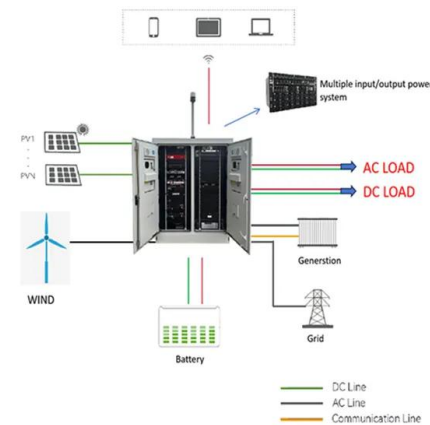 Multiple input/output power
system
PV1
PVN
AC LOAD
DC LOAD
WIND
Generstion
Battery
Grid
DC Line
AC Line
Communication Line